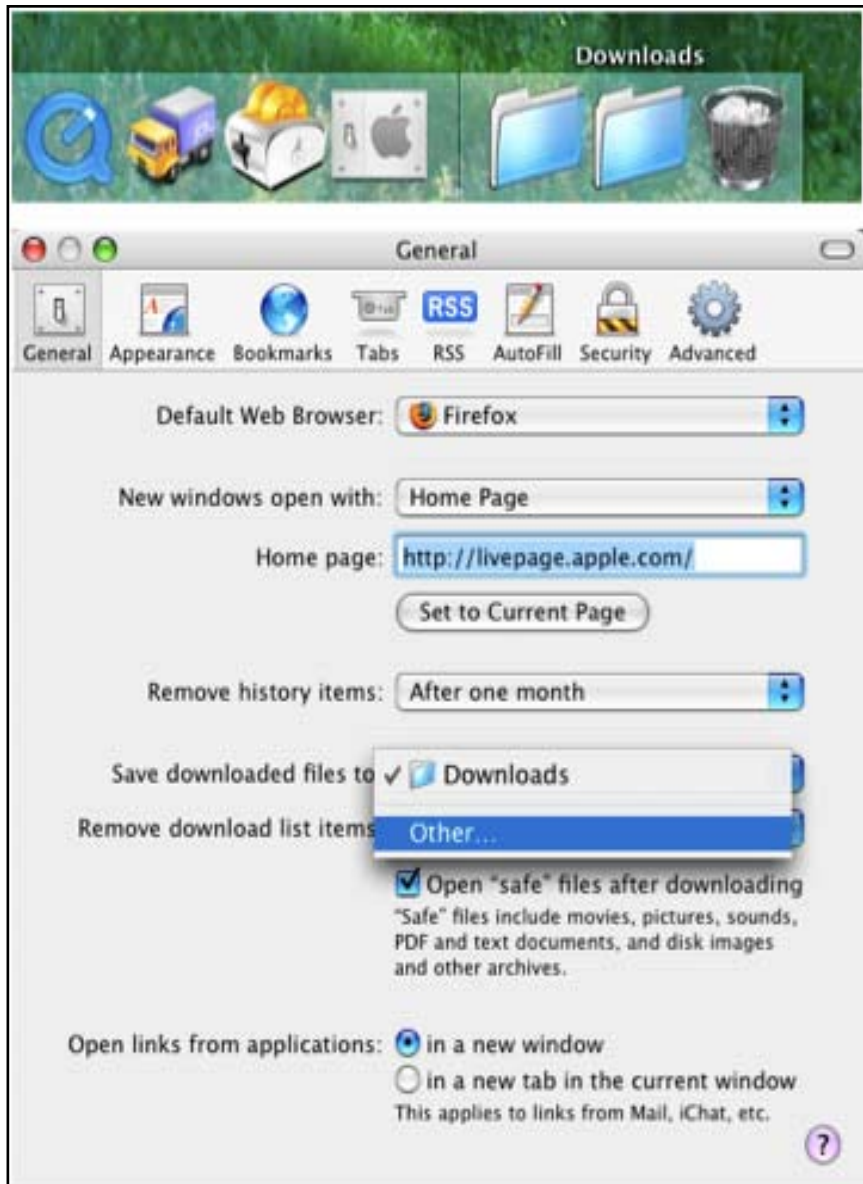 Downloads
General
General Appearance Bookmarks Tabs RSS AutoFill Security Advanced
RSS
Default Web Browser: Firefox
New windows open with: Home Page
Home page: http://livepage.apple.com/
Set to Current Page
Remove history items: After one month
Save downloaded files to ✓ Downloads
Remove download list items Other...
Open “safe” files after downloading
“Safe” files include movies, pictures, sounds,
PDF and text documents, and disk images
and other archives.
Open links from applications: in a new window
in a new tab in the current window
This applies to links from Mail, iChat, etc.
?